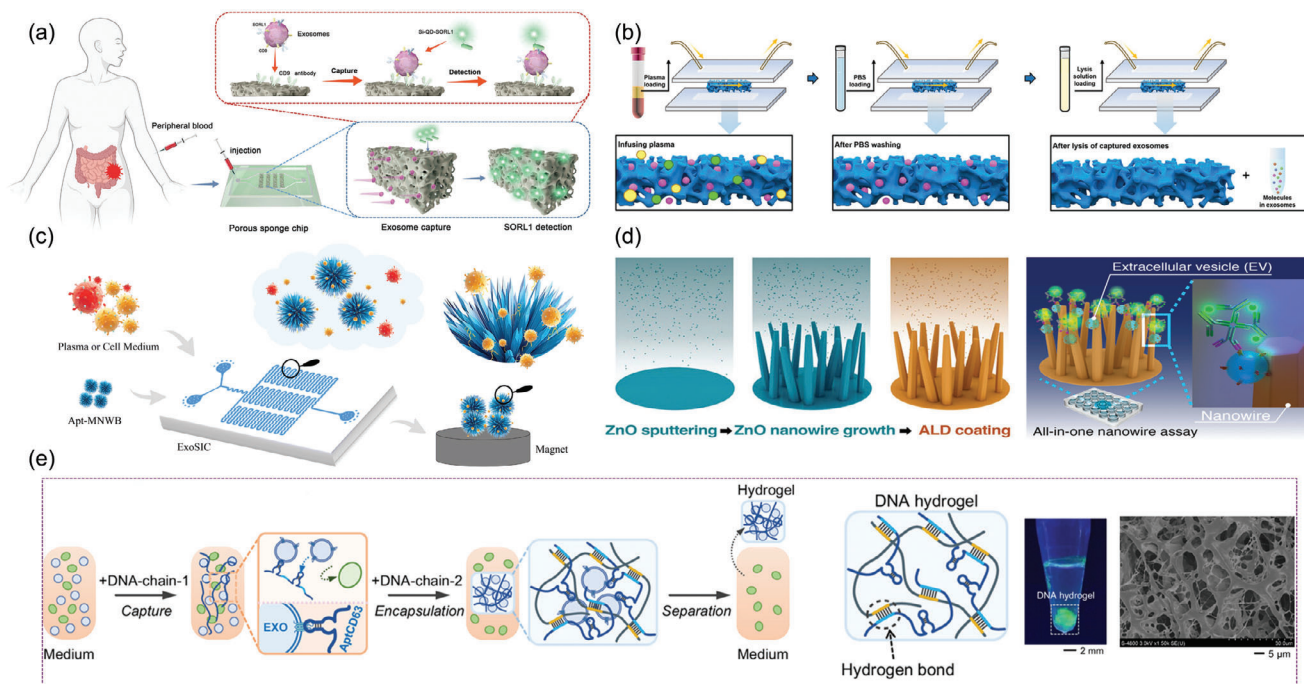 (a)
SORL1
Exosomes
CD9
CD9 antibody
Si-QD-SORL1
Capture
Detection
Peripheral blood
injection
Porous sponge chip
Exosome capture
SORL1 detection
(b)
Plasma
loading
PBS
loading
Lysis
solution
loading
Infusing plasma
After PBS washing
After lysis of captured exosomes
+
Molecules
in exosomes
(c)
Plasma or Cell Medium
Apt-MNWB
ExoSIC
Magnet
(d)
ZnO sputtering
ZnO nanowire growth
ALD coating
Extracellular vesicle (EV)
Nanowire
All-in-one nanowire assay
(e)
Medium
+DNA-chain-1
Capture
EXO
AptCD63
+DNA-chain-2
Encapsulation
Hydrogel
Separation
Medium
DNA hydrogel
Hydrogen bond
DNA hydrogel
2 mm
5 µm